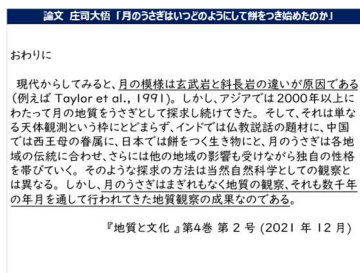 論文 庄司大悟 「月のうさぎはいつどのようにして餅をつき始めたのか」
おわりに
現代からしてみると、月の模様は玄武岩と斜長岩の違いが原因である
(例えば Taylor et al., 1991)。しかし、アジアでは2000年以上に
わたって月の地質をうさぎとして探求し続けてきた。そして、それは単な
る天体観測という枠にとどまらず、インドでは仏教説話の題材に、中国
では西王母の眷属に、日本では餅をつく生き物にと、月のうさぎは各地
域の伝統に合わせ、さらには他の地域の影響も受けながら独自の性格
を帯びていく。そのような探求の方法は当然自然科学としての観察と
は異なる。しかし、月のうさぎはまぎれもなく地質の観察、それも数千年
の年月を通して行われてきた地質観察の成果なのである。
『地質と文化 』第4巻 第 2 号 (2021 年 12 月)